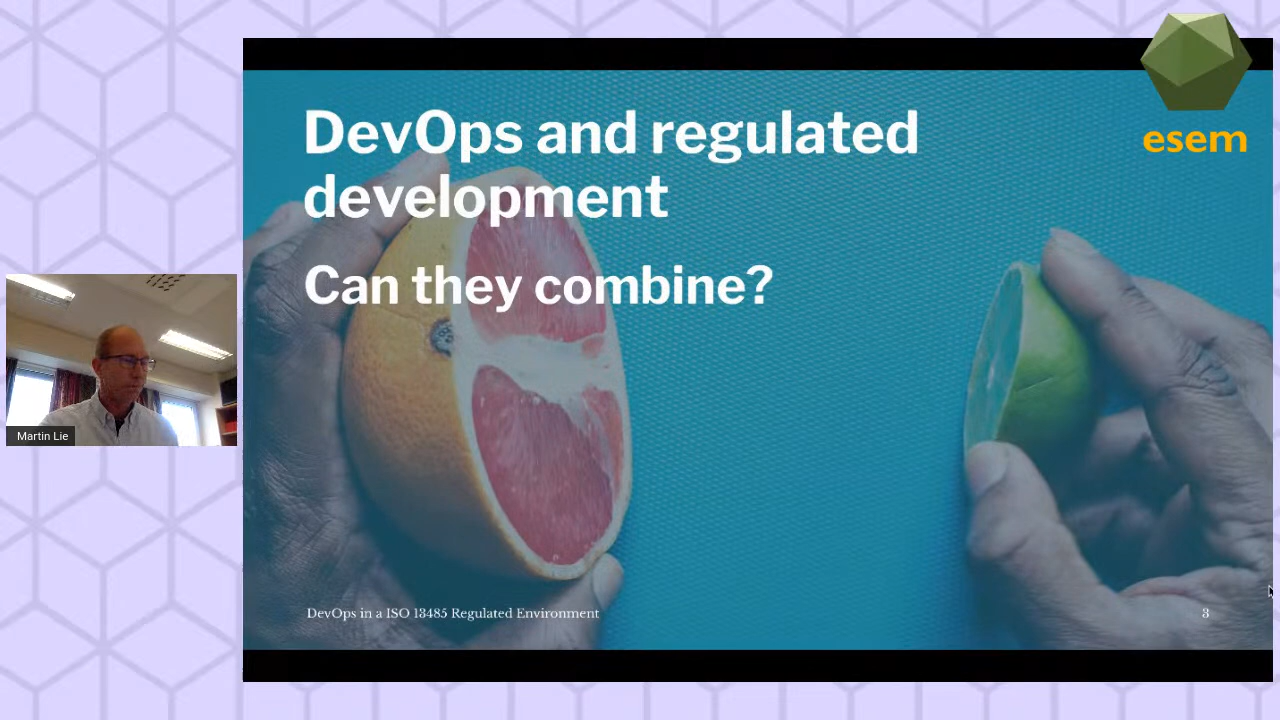 DevOps and regulated
development
Can they combine?
esem
Martin Lie
DevOps in a ISO 13485 Regulated Environment
3